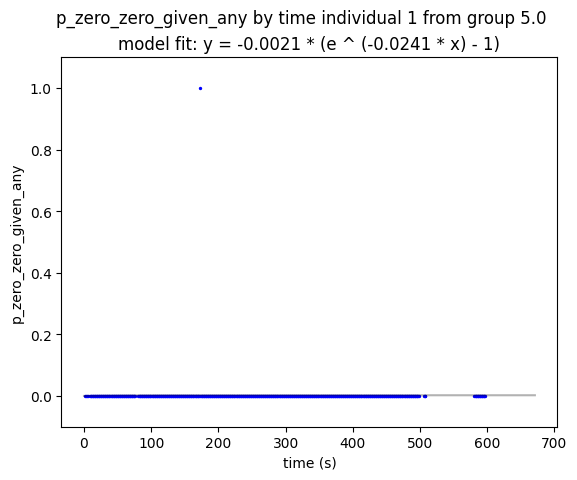 p_zero_zero_given_any by time individual 1 from group 5.0
model fit: y = -0.0021 * (e ^ (-0.0241 * x) - 1)
1.0
0.8
0.6
0.4
0.2
0.0
p_zero_zero_given_any
0 100 200 300 400 500 600 700
time (s)